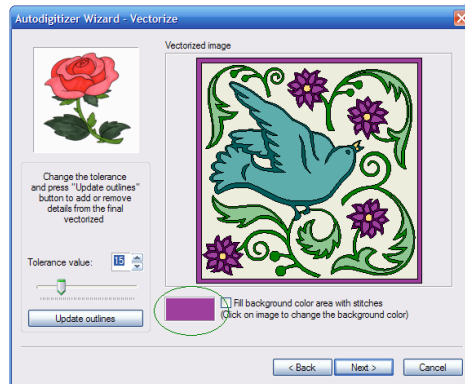 Autodigitizer Wizard - Vectorize
Vectorized image
Change the tolerance
and press "Update outlines"
button to add or remove
details from the final
vectorized
Tolerance value: 15
Update outlines
Fill background color area with stitches
(Click on image to change the background color)
< Back Next > Cancel